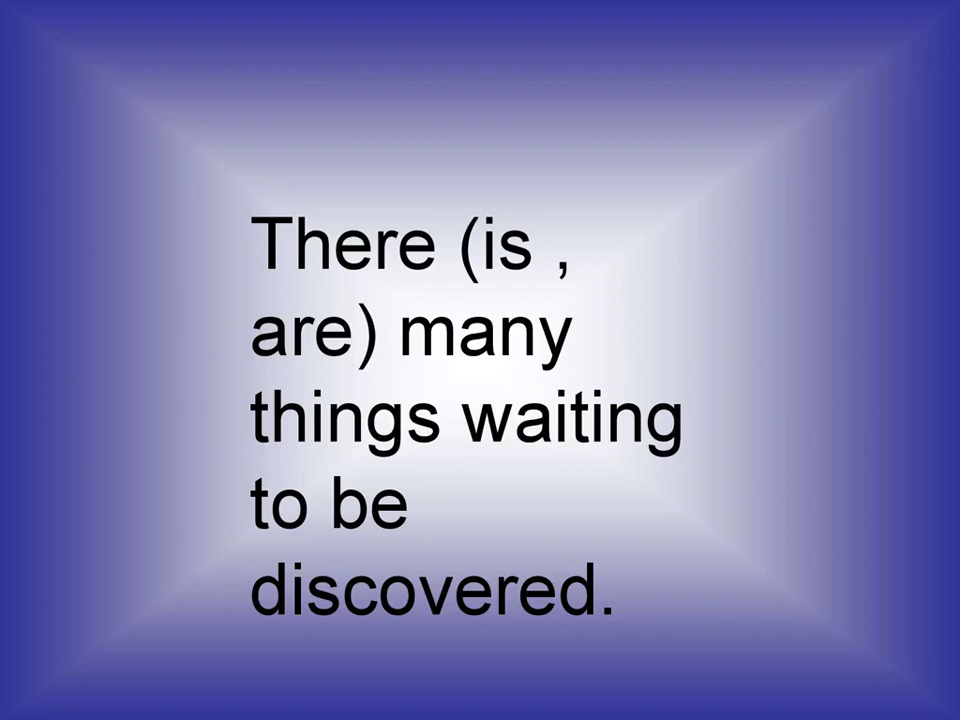 There (is ,
are) many
things waiting
to be
discovered.